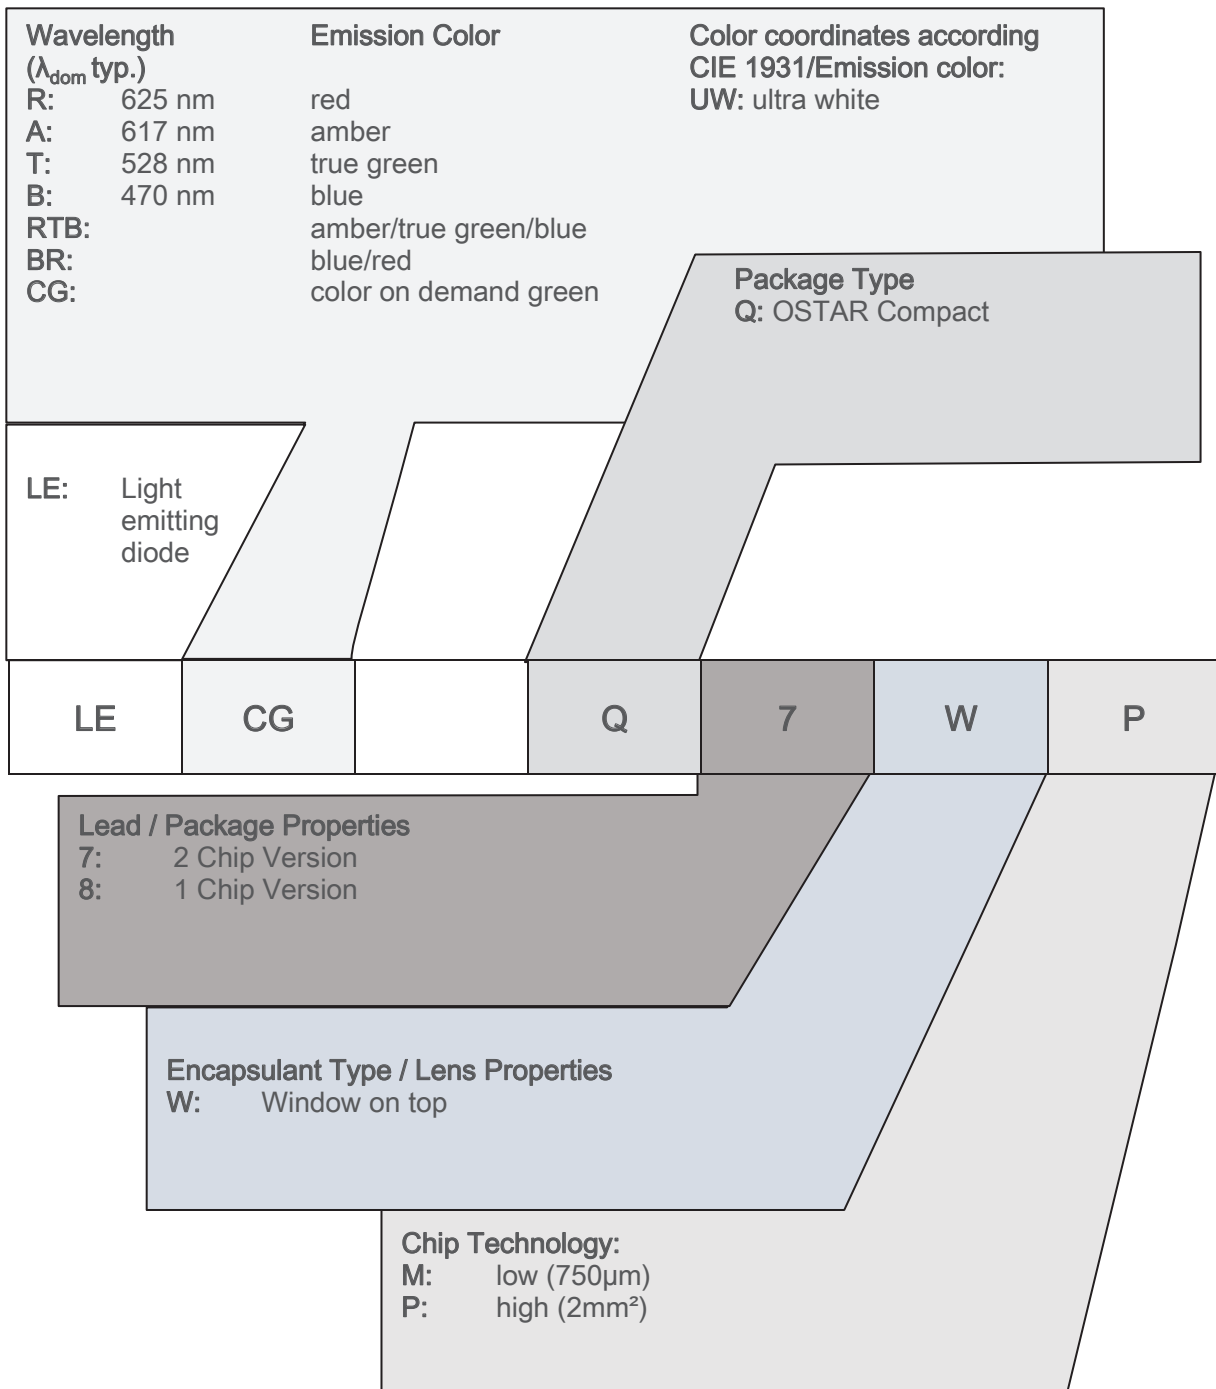 Wavelength Emission Color Color coordinates according
(λdom typ.) CIE 1931/Emission color:
R: 625 nm red UW: ultra white
A: 617 nm amber
T: 528 nm true green
B: 470 nm blue
RTB: amber/true green/blue
BR: blue/red
CG: color on demand green
Package Type
Q: OSTAR Compact
LE: Light
emitting
diode
LE CG Q 7 W P
Lead / Package Properties
7: 2 Chip Version
8: 1 Chip Version
Encapsulant Type / Lens Properties
W: Window on top
Chip Technology:
M: low (750µm)
P: high (2mm²)